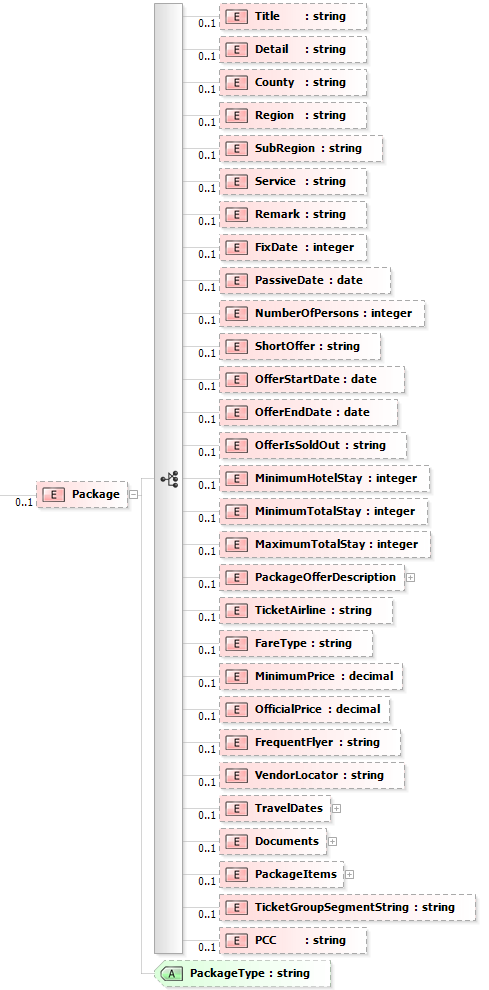 E Title : string
0..1
E Detail : string
0..1
E County : string
0..1
E Region : string
0..1
E SubRegion : string
0..1
E Service : string
0..1
E Remark : string
0..1
E FixDate : integer
0..1
E PassiveDate : date
0..1
E NumberOfPersons : integer
0..1
E ShortOffer : string
0..1
E OfferStartDate : date
0..1
E OfferEndDate : date
0..1
E OfferIsSoldOut : string
0..1
E MinimumHotelStay : integer
0..1
E Package
0..1
E MinimumTotalStay : integer
0..1
E MaximumTotalStay : integer
0..1
E PackageOfferDescription
0..1
E TicketAirline : string
0..1
E FareType : string
0..1
E MinimumPrice : decimal
0..1
E OfficialPrice : decimal
0..1
E FrequentFlyer : string
0..1
E VendorLocator : string
0..1
E TravelDates
0..1
E Documents
0..1
E PackageItems
0..1
E TicketGroupSegmentString : string
0..1
E PCC : string
0..1
A PackageType : string